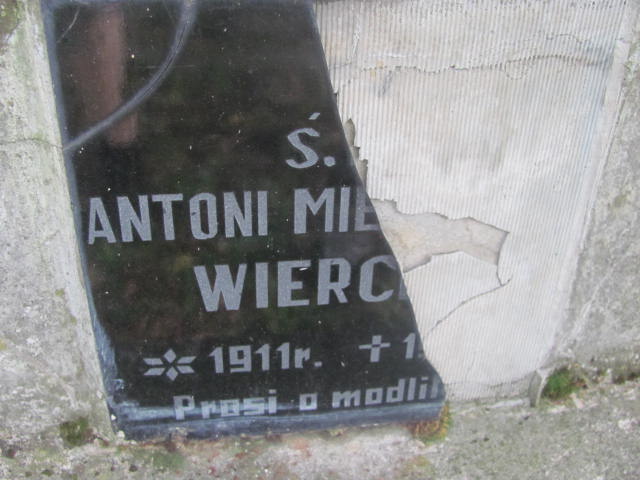 Ś.
ANTONI MIE
WIERC
* 1911r. + 1
Prosi o modli